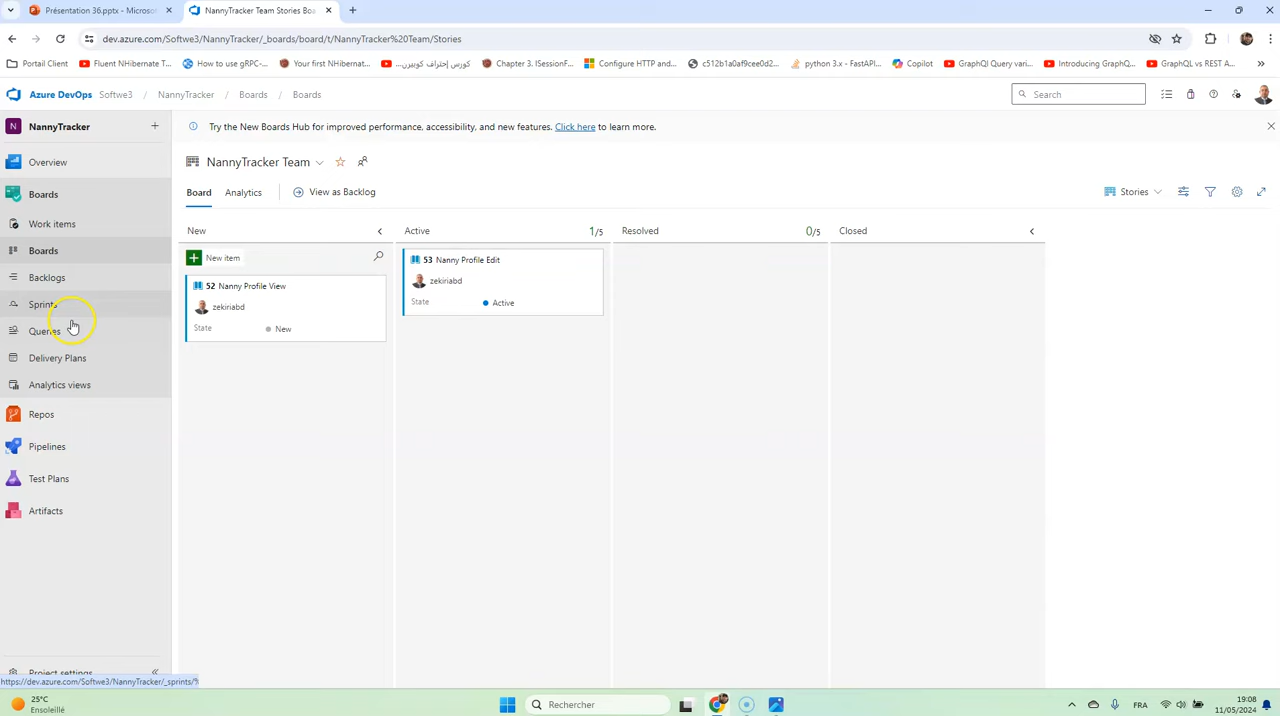 Présentation 36.pptx - Microsof
NannyTracker Team Stories Boa
dev.azure.com/Softwe3/NannyTracker/_boards/board/t/NannyTracker%20Team/Stories
Portal Client
Fluent NHibernate T...
How to use gRPC-...
Your first NHibernat...
كورس إحتراف كويبرن...
Chapter 3. ISessionF...
Configure HTTP and...
c512b1a0af9cee0d2...
python 3.x - FastAPI...
Copilot
GraphQl Query vari...
Introducing GraphQ...
GraphQL vs REST A...
Azure DevOps
Softwe3
NannyTracker
Boards
Boards
Search
N
NannyTracker
Try the New Boards Hub for improved performance, accessibility, and new features. Click here to learn more.
Overview
NannyTracker Team
Boards
Board
Analytics
View as Backlog
Stories
Work items
New
Active
1/5
Resolved
0/5
Closed
Boards
New item
53 Nanny Profile Edit
Backlogs
52 Nanny Profile View
zekiriabd
Sprints
zekiriabd
State
Active
Queries
State
New
Delivery Plans
Analytics views
Repos
Pipelines
Test Plans
Artifacts
Project settings
https://dev.azure.com/Softwe3/NannyTracker/_sprints/%
25°C
Ensoleillé
Rechercher
FRA
19:08
11/05/2024